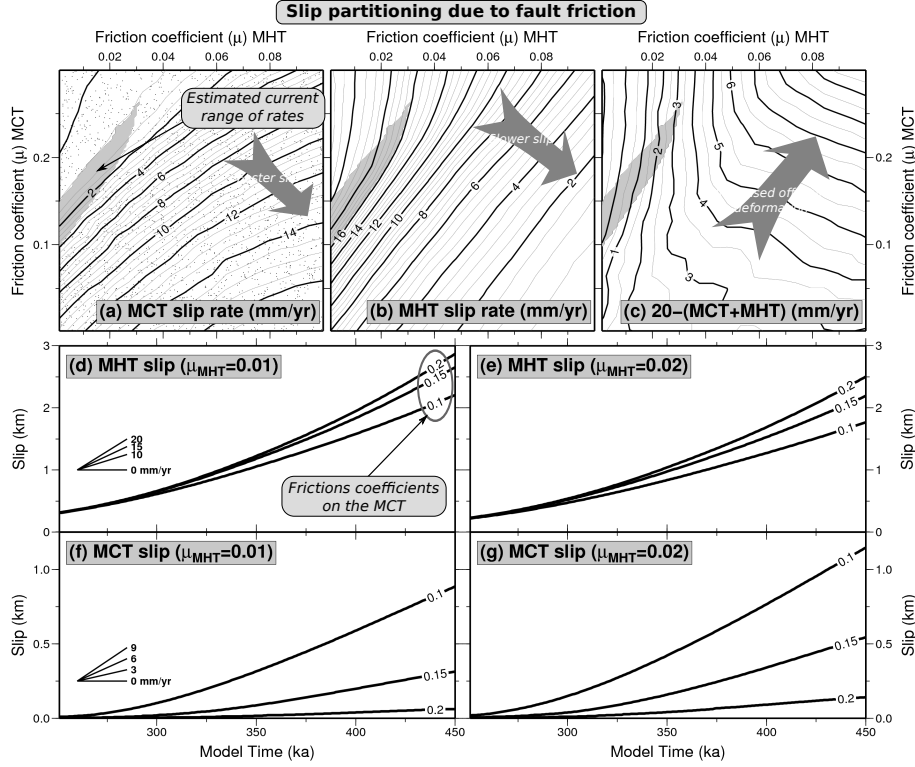 Slip partitioning due to fault friction
Friction coefficient (μ) MHT
Friction coefficient (μ) MHT
Friction coefficient (μ) MHT
0.02 0.04 0.06 0.08
0.02 0.04 0.06 0.08
0.02 0.04 0.06 0.08
Friction coefficient (μ) MCT
0.2
0.1
Estimated current
range of rates
2
4
6
8
10
12
14
(a) MCT slip rate (mm/yr)
slip
16
14
12
10
8
6
4
2
(b) MHT slip rate (mm/yr)
1
2
3
3
4
5
6
deformation
(c) 20−(MCT+MHT) (mm/yr)
0.2
0.1
Friction coefficient (μ) MCT
(d) MHT slip (μMHT=0.01)
0.2
0.15
0.1
20
15
10
0 mm/yr
Frictions coefficients
on the MCT
Slip (km)
3
2
1
0
(e) MHT slip (μMHT=0.02)
0.2
0.15
0.1
3
2
1
0
Slip (km)
(f) MCT slip (μMHT=0.01)
0.1
0.15
0.2
9
6
3
0 mm/yr
Slip (km)
1.0
0.5
0.0
(g) MCT slip (μMHT=0.02)
0.1
0.15
0.2
1.0
0.5
0.0
Slip (km)
300 350 400 450
300 350 400 450
Model Time (ka)
Model Time (ka)